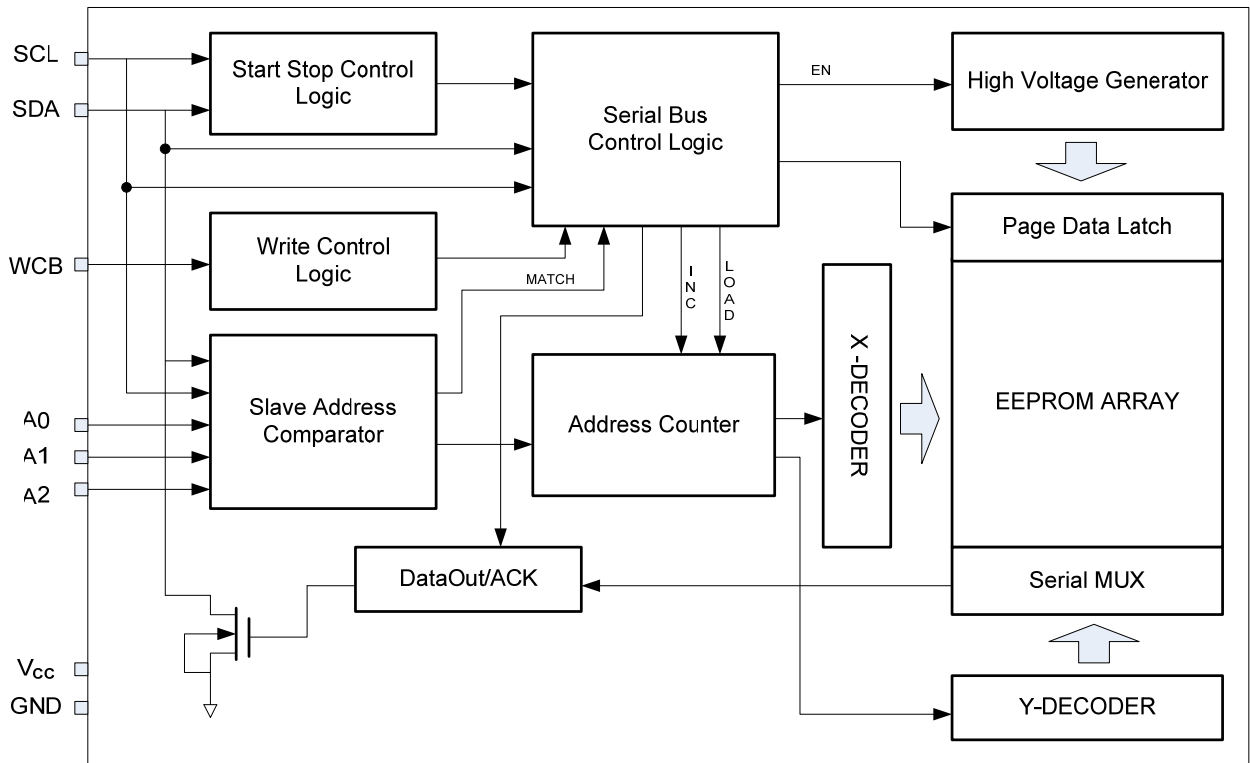 SCL
SDA
WCB
A0
A1
A2
Vcc
GND
Start Stop Control
Logic
Write Control
Logic
Slave Address
Comparator
MATCH
Serial Bus
Control Logic
EN
INC
LOAD
Address Counter
DataOut/ACK
X -DECODER
High Voltage Generator
Page Data Latch
EEPROM ARRAY
Serial MUX
Y-DECODER